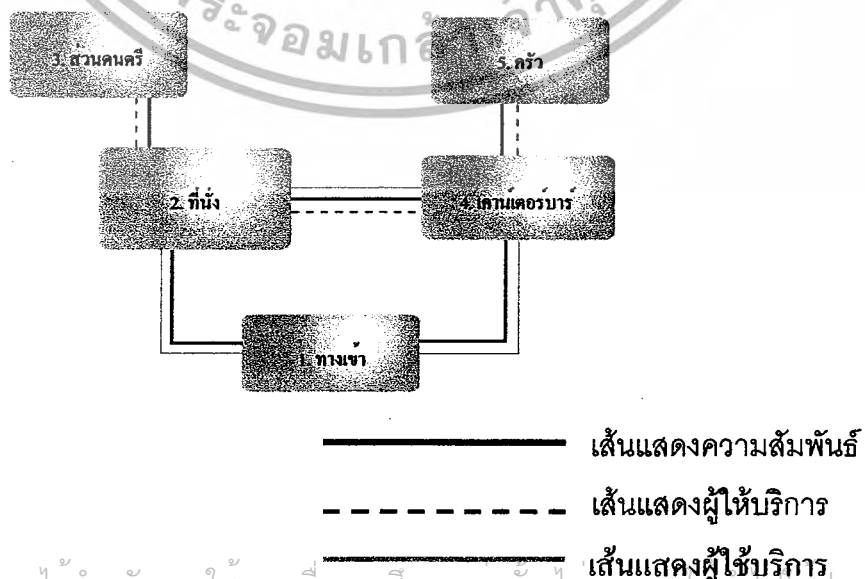 3. ส่วนดนตรี
5. ครัว
2. ที่นั่ง
4. เคาน์เตอร์บาร์
1. ทางเข้า
เส้นแสดงความสัมพันธ์
เส้นแสดงผู้ให้บริการ
เส้นแสดงผู้ใช้บริการ